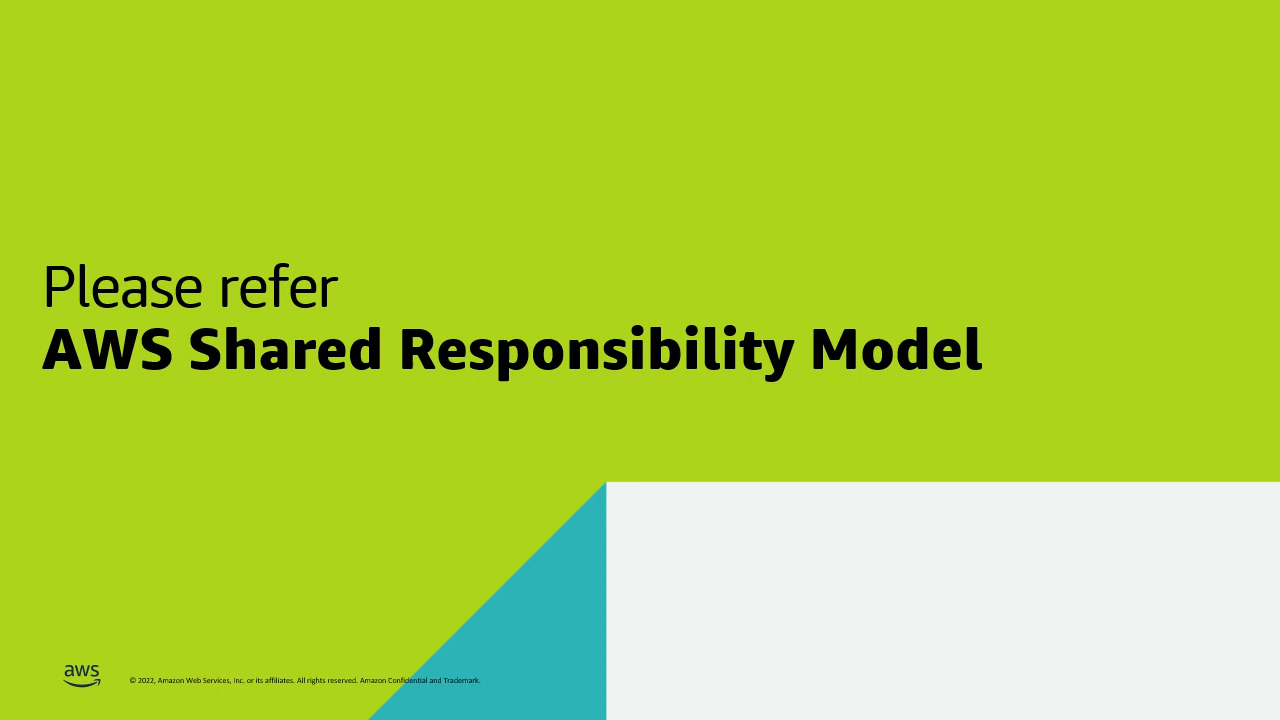 Please refer
AWS Shared Responsibility Model
aws
© 2022, Amazon Web Services, Inc. or its affiliates. All rights reserved. Amazon Confidential and Trademark.